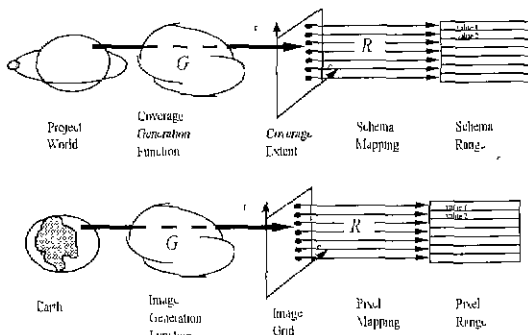 value 1
value 2
G
R
Project World
Coverage Generation Function
Coverage Extent
Schema Mapping
Schema Range
value 1
value 2
G
R
Earth
Image Generation Function
Image Grid
Pixel Mapping
Pixel Range